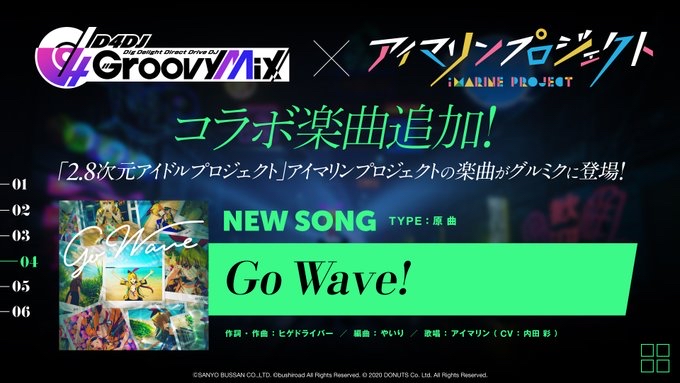 D4DJ
Dig Delight Direct Drive DJ
Groovy Mix
×
アイマリンプロジェクト
iMARINE PROJECT
コラボ楽曲追加!
「2.8次元アイドルプロジェクト」アイマリンプロジェクトの楽曲がグルミクに登場!
01
02
03
04
05
06
Go Wave
NEW SONG TYPE:原曲
Go Wave!
作詞・作曲:ヒゲドライバー / 編曲:やいり / 歌唱:アイマリン(CV:内田 彩)
©SANYO BUSSAN CO.,LTD. ©bushiroad All Rights Reserved. © 2020 DONUTS Co. Ltd. All Rights Reserved.